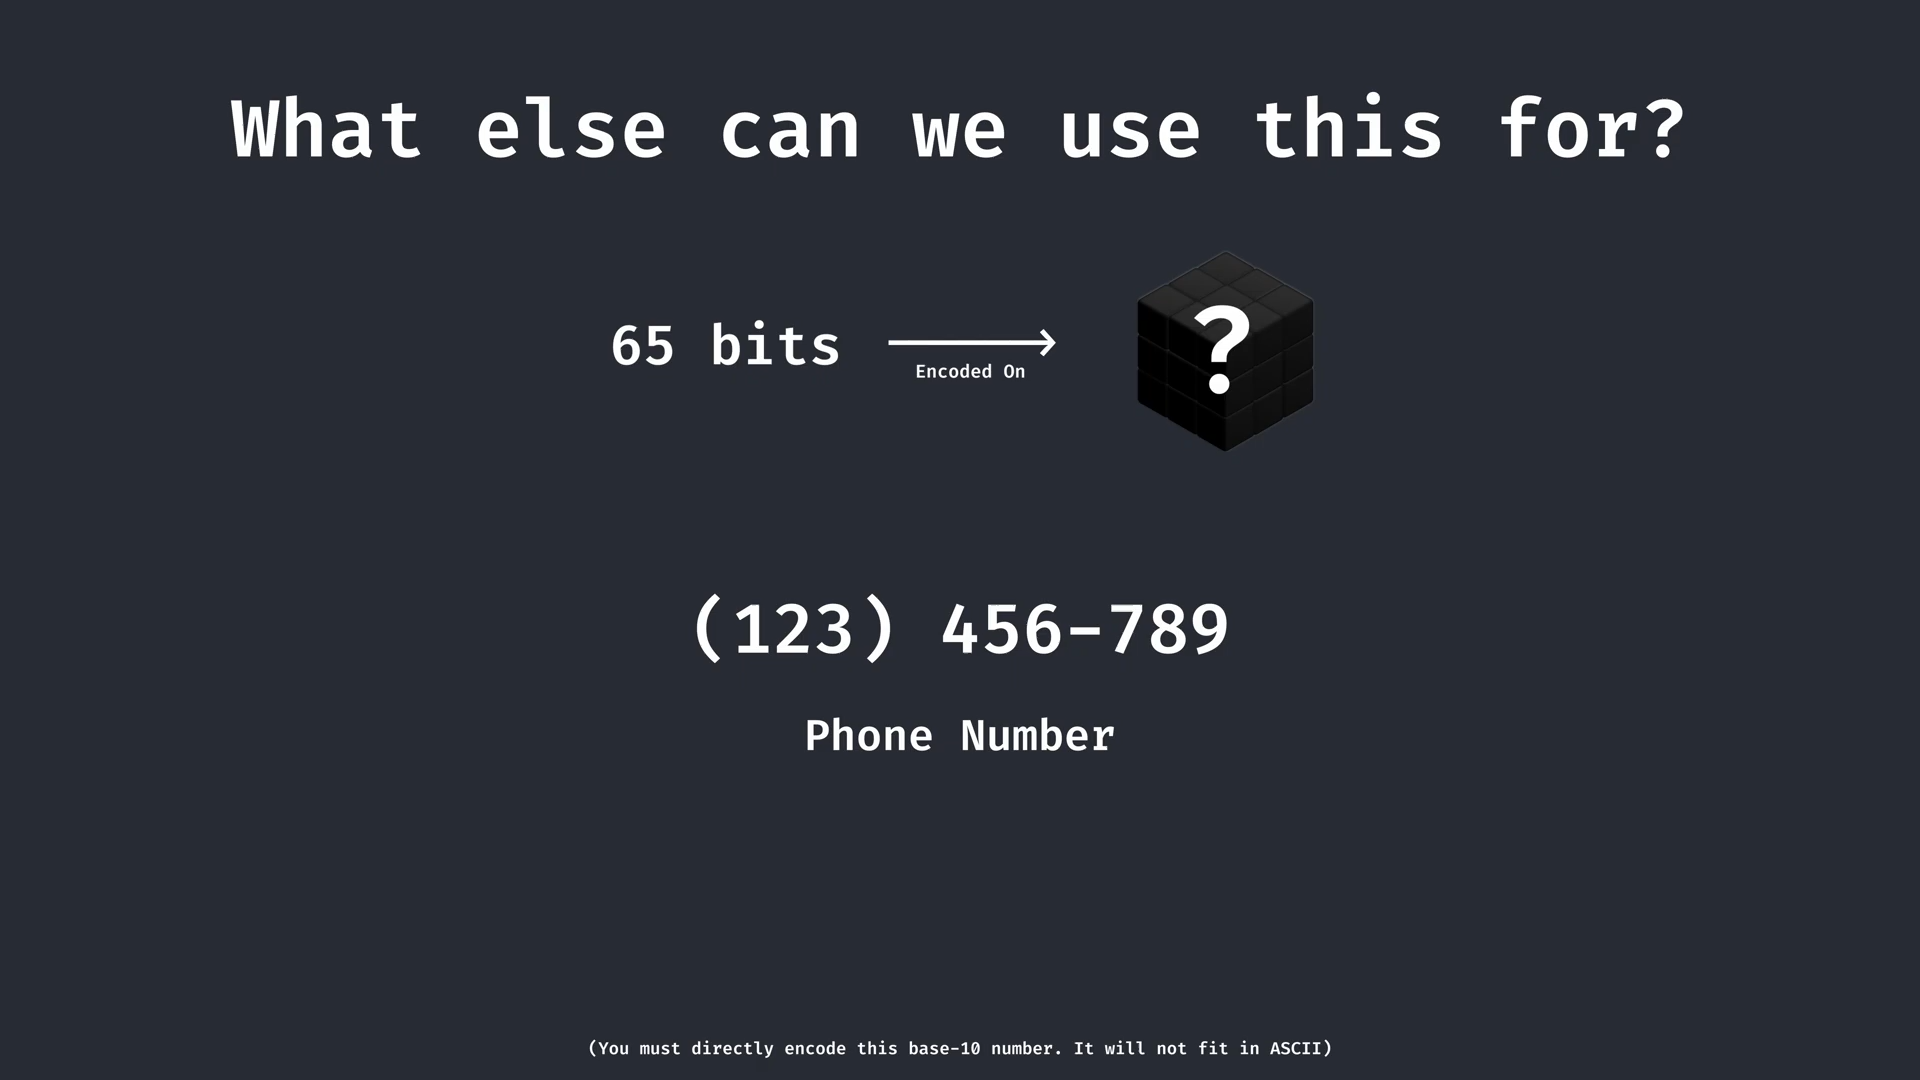 What else can we use this for?
65 bits
Encoded On
?
(123) 456-789
Phone Number
(You must directly encode this base-10 number. It will not fit in ASCII)